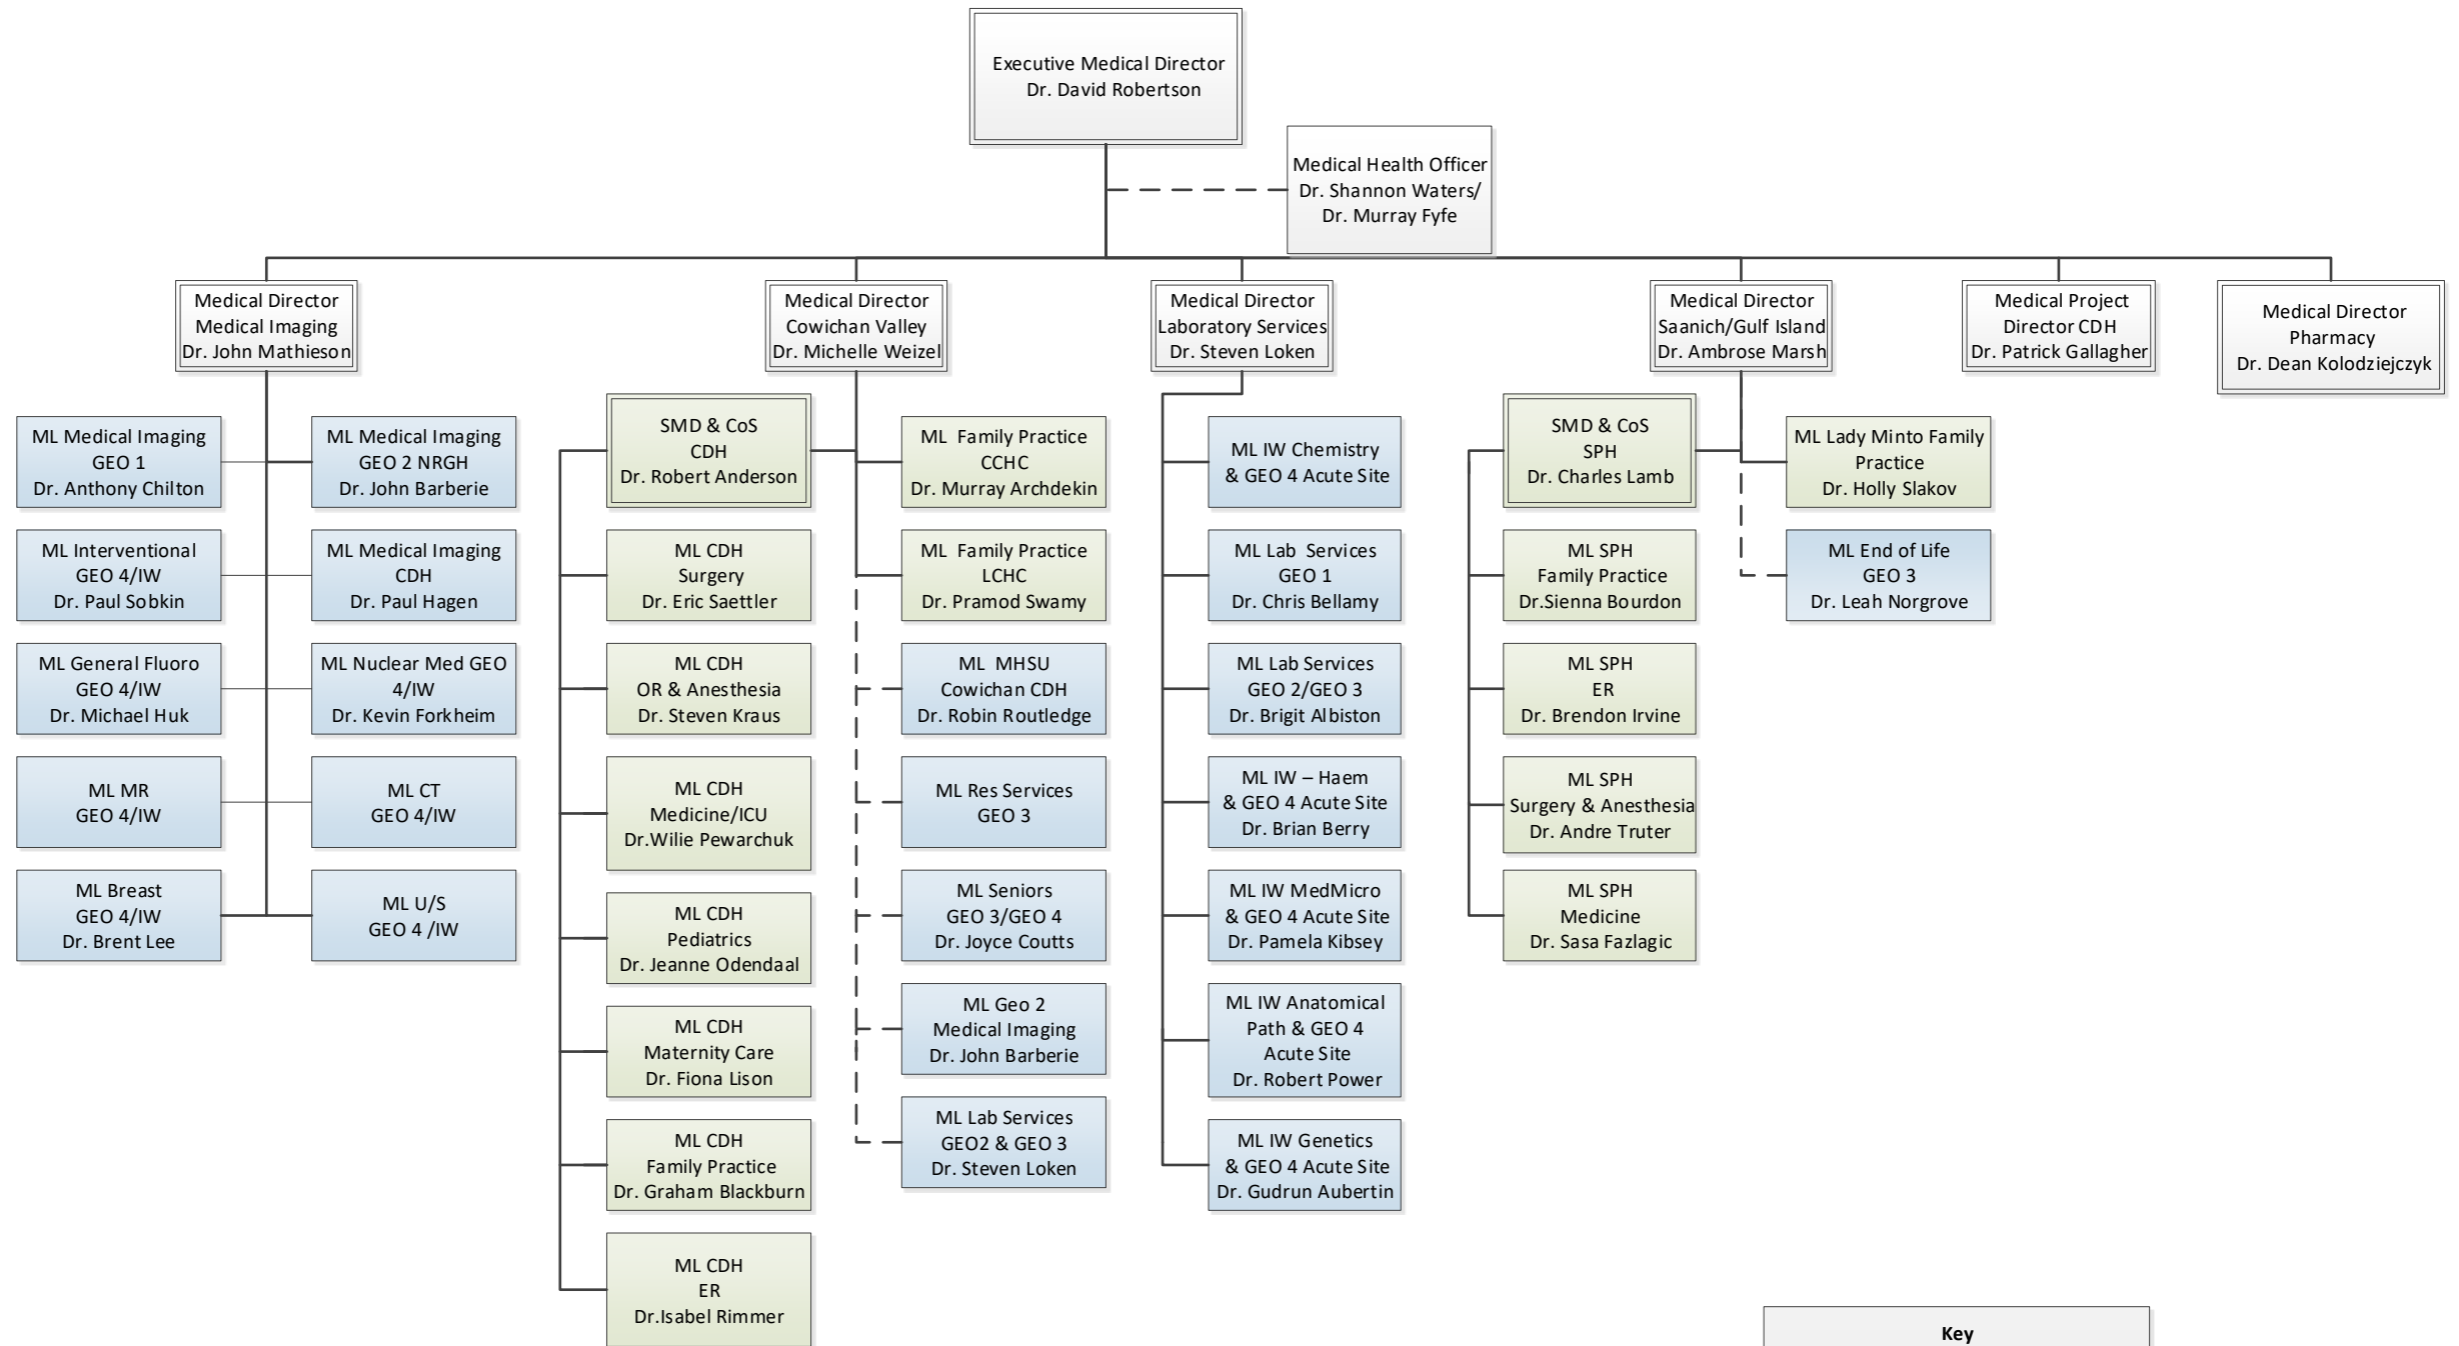 Executive Medical Director
Dr. David Robertson
Medical Health Officer
Dr. Shannon Waters/
Dr. Murray Fyfe
Medical Director
Medical Imaging
Dr. John Mathieson
Medical Director
Cowichan Valley
Dr. Michelle Weizel
Medical Director
Laboratory Services
Dr. Steven Loken
Medical Director
Saanich/Gulf Island
Dr. Ambrose Marsh
Medical Project
Director CDH
Dr. Patrick Gallagher
Medical Director
Pharmacy
Dr. Dean Kolodziejczyk
ML Medical Imaging
GEO 1
Dr. Anthony Chilton
ML Medical Imaging
GEO 2 NRGH
Dr. John Barberie
ML Interventional
GEO 4/IW
Dr. Paul Sobkin
ML Medical Imaging
CDH
Dr. Paul Hagen
ML General Fluoro
GEO 4/IW
Dr. Michael Huk
ML Nuclear Med GEO
4/IW
Dr. Kevin Forkheim
ML MR
GEO 4/IW
ML CT
GEO 4/IW
ML Breast
GEO 4/IW
Dr. Brent Lee
ML U/S
GEO 4 /IW
SMD & CoS
CDH
Dr. Robert Anderson
ML CDH
Surgery
Dr. Eric Saettler
ML CDH
OR & Anesthesia
Dr. Steven Kraus
ML CDH
Medicine/ICU
Dr.Wilie Pewarchuk
ML CDH
Pediatrics
Dr. Jeanne Odendaal
ML CDH
Maternity Care
Dr. Fiona Lison
ML CDH
Family Practice
Dr. Graham Blackburn
ML CDH
ER
Dr.Isabel Rimmer
ML Family Practice
CCHC
Dr. Murray Archdekin
ML Family Practice
LCHC
Dr. Pramod Swamy
ML MHSU
Cowichan CDH
Dr. Robin Routledge
ML Res Services
GEO 3
ML Seniors
GEO 3/GEO 4
Dr. Joyce Coutts
ML Geo 2
Medical Imaging
Dr. John Barberie
ML Lab Services
GEO2 & GEO 3
Dr. Steven Loken
ML IW Chemistry
& GEO 4 Acute Site
ML Lab Services
GEO 1
Dr. Chris Bellamy
ML Lab Services
GEO 2/GEO 3
Dr. Brigit Albiston
ML IW – Haem
& GEO 4 Acute Site
Dr. Brian Berry
ML IW MedMicro
& GEO 4 Acute Site
Dr. Pamela Kibsey
ML IW Anatomical
Path & GEO 4
Acute Site
Dr. Robert Power
ML IW Genetics
& GEO 4 Acute Site
Dr. Gudrun Aubertin
SMD & CoS
SPH
Dr. Charles Lamb
ML SPH
Family Practice
Dr.Sienna Bourdon
ML SPH
ER
Dr. Brendon Irvine
ML SPH
Surgery & Anesthesia
Dr. Andre Truter
ML SPH
Medicine
Dr. Sasa Fazlagic
ML Lady Minto Family
Practice
Dr. Holly Slakov
ML End of Life
GEO 3
Dr. Leah Norgrove
Key